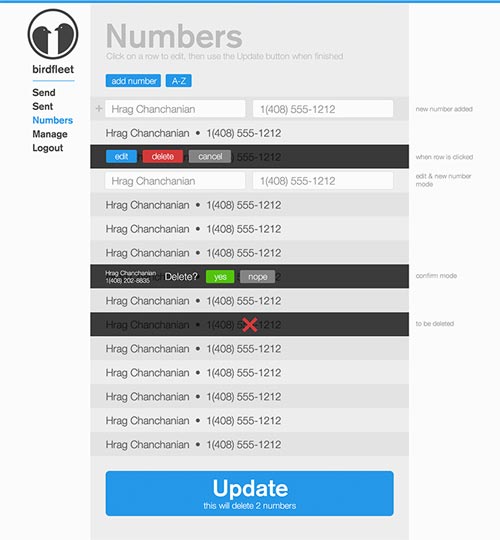 birdfleet
Send
Sent
Numbers
Manage
Logout
Numbers
Click on a row to edit, then use the Update button when finished
add number A-Z
+ Hrag Chanchanian 1(408) 555-1212 new number added
Hrag Chanchanian • 1(408) 555-1212
edit delete cancel 555-1212 when row is clicked
Hrag Chanchanian 1(408) 555-1212 edit & new number
mode
Hrag Chanchanian • 1(408) 555-1212
Hrag Chanchanian • 1(408) 555-1212
Hrag Chanchanian • 1(408) 555-1212
Hrag Chanchanian
1(408) 202-8835 Delete? yes nope confirm mode
Hrag Chanchanian • 1(408) 555-1212
Hrag Chanchanian • 1(408) 555-1212 to be deleted
Hrag Chanchanian • 1(408) 555-1212
Hrag Chanchanian • 1(408) 555-1212
Hrag Chanchanian • 1(408) 555-1212
Hrag Chanchanian • 1(408) 555-1212
Hrag Chanchanian • 1(408) 555-1212
Update
this will delete 2 numbers